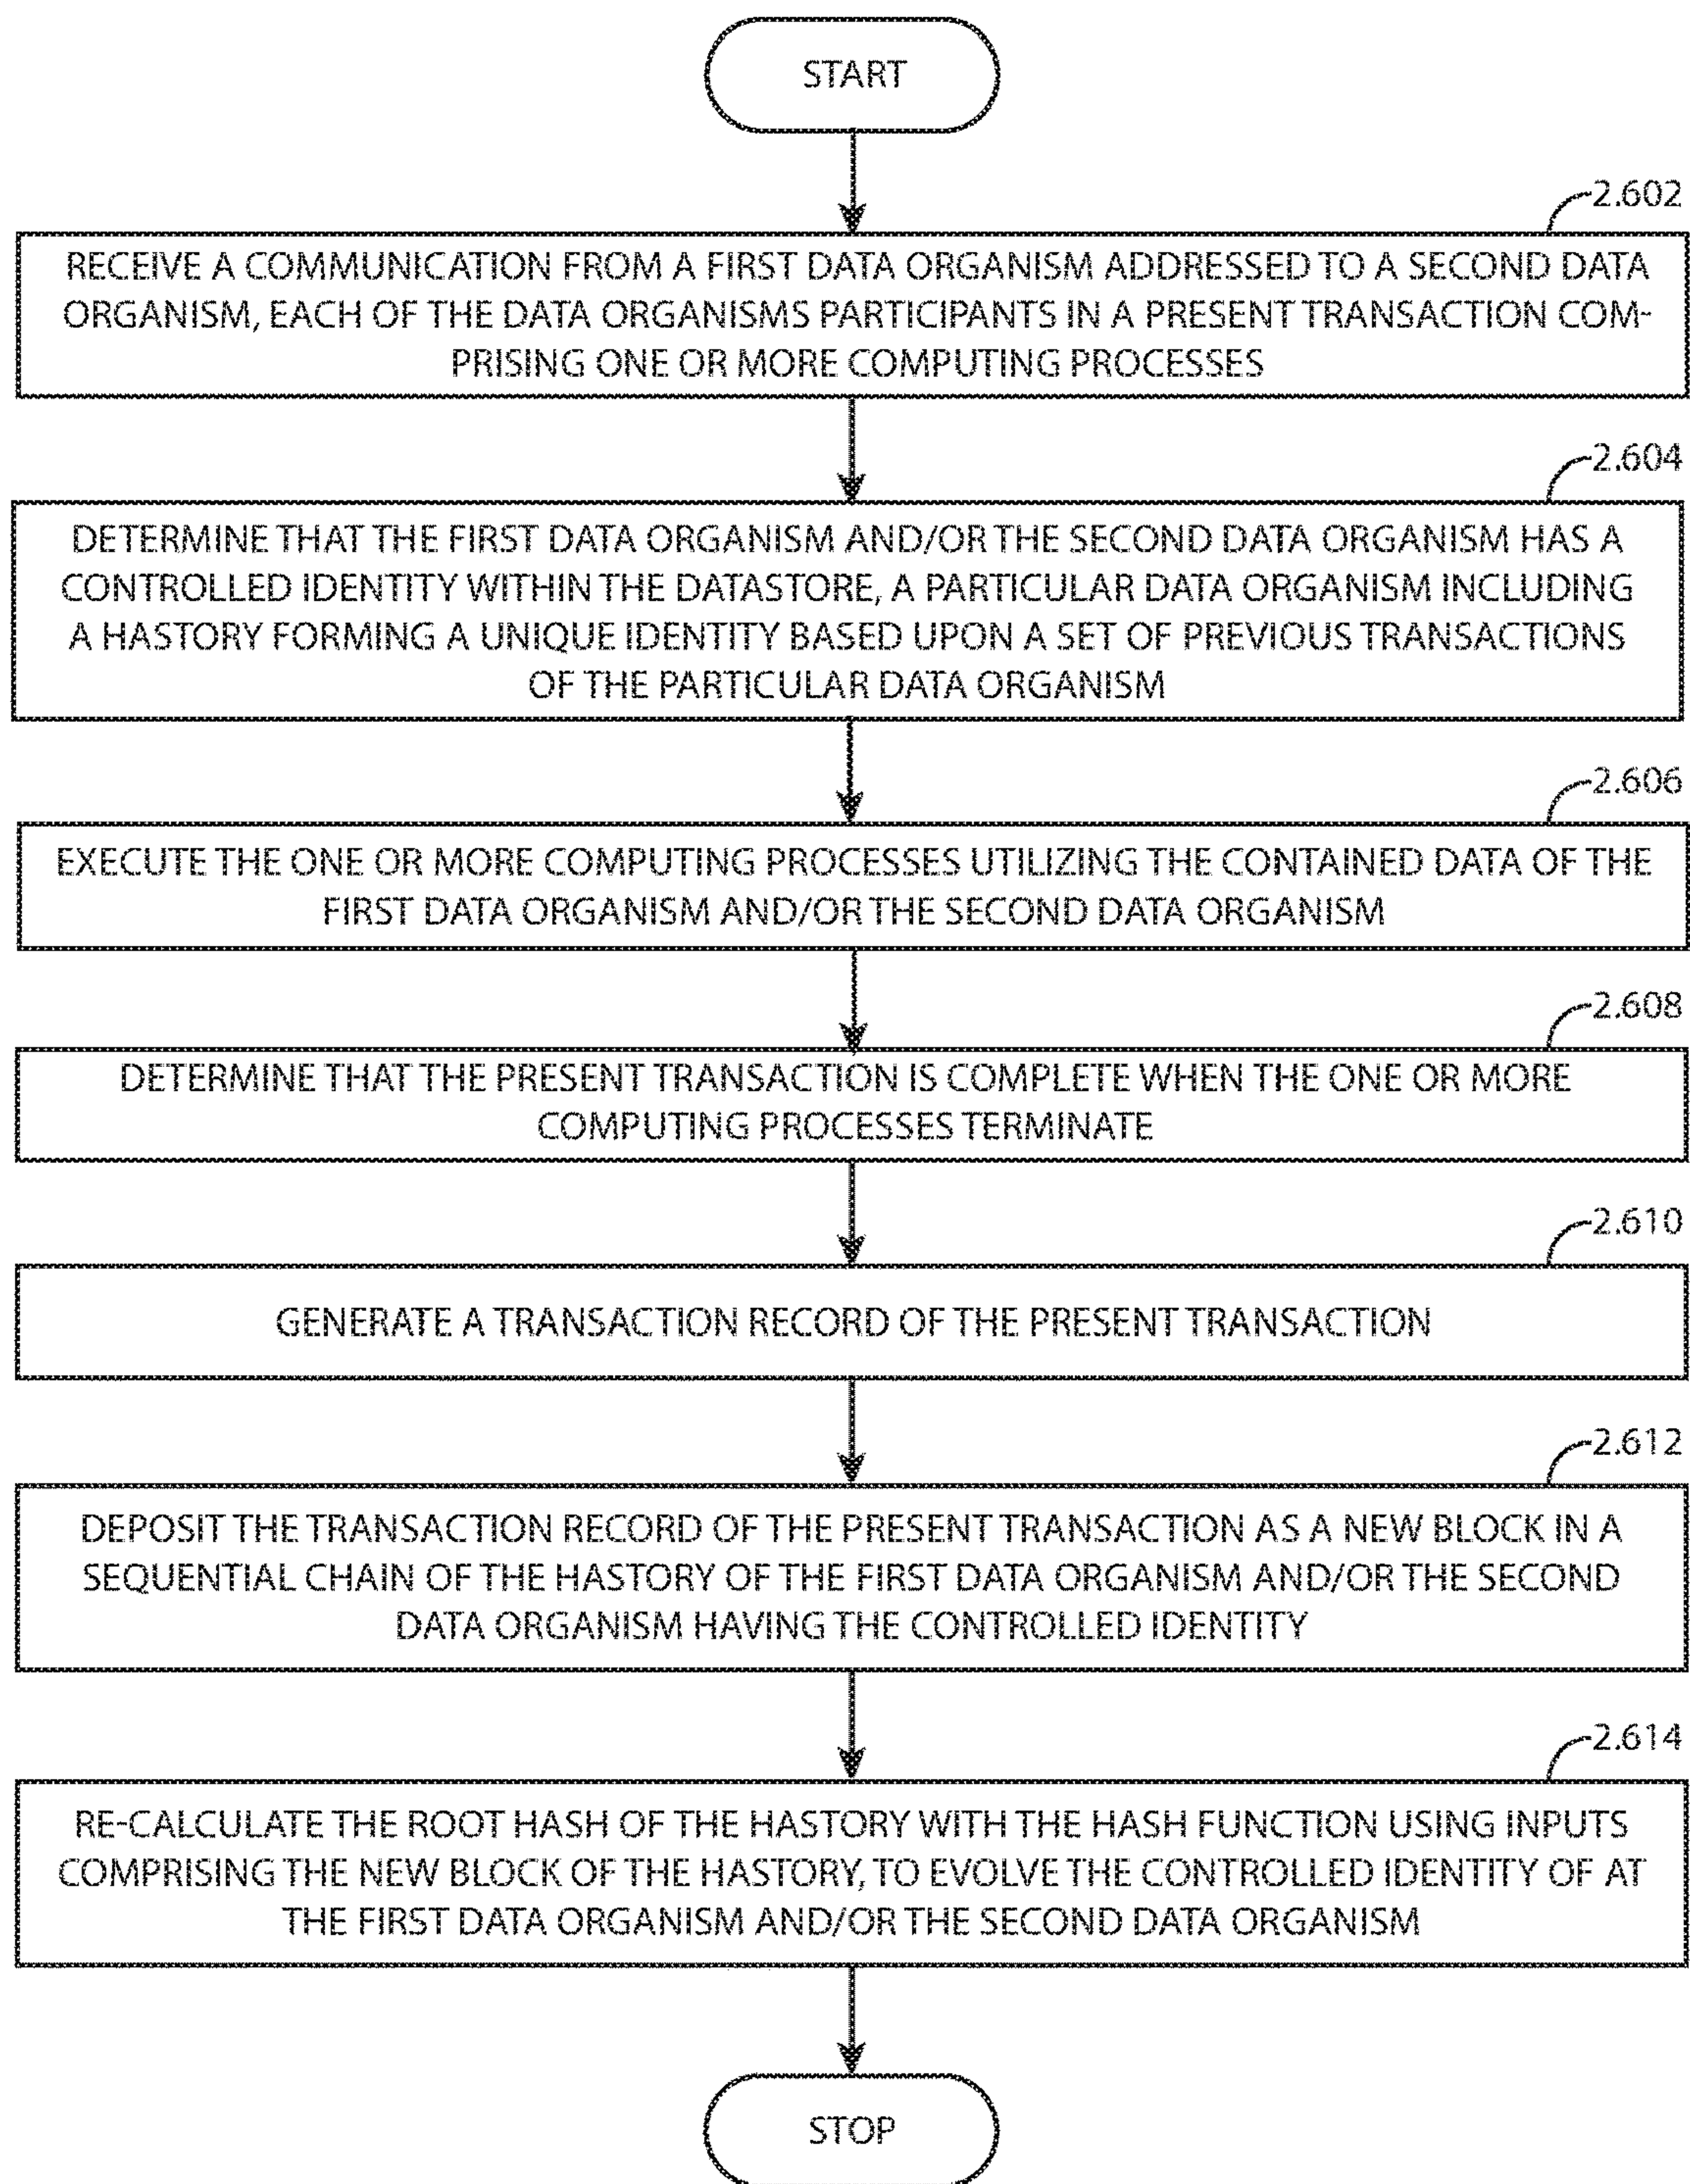 START
2.602
RECEIVE A COMMUNICATION FROM A FIRST DATA ORGANISM ADDRESSED TO A SECOND DATA
ORGANISM, EACH OF THE DATA ORGANISMS PARTICIPANTS IN A PRESENT TRANSACTION COM-
PRISING ONE OR MORE COMPUTING PROCESSES
2.604
DETERMINE THAT THE FIRST DATA ORGANISM AND/OR THE SECOND DATA ORGANISM HAS A
CONTROLLED IDENTITY WITHIN THE DATASTORE, A PARTICULAR DATA ORGANISM INCLUDING
A HASTORY FORMING A UNIQUE IDENTITY BASED UPON A SET OF PREVIOUS TRANSACTIONS
OF THE PARTICULAR DATA ORGANISM
2.606
EXECUTE THE ONE OR MORE COMPUTING PROCESSES UTILIZING THE CONTAINED DATA OF THE
FIRST DATA ORGANISM AND/OR THE SECOND DATA ORGANISM
2.608
DETERMINE THAT THE PRESENT TRANSACTION IS COMPLETE WHEN THE ONE OR MORE
COMPUTING PROCESSES TERMINATE
2.610
GENERATE A TRANSACTION RECORD OF THE PRESENT TRANSACTION
2.612
DEPOSIT THE TRANSACTION RECORD OF THE PRESENT TRANSACTION AS A NEW BLOCK IN A
SEQUENTIAL CHAIN OF THE HASTORY OF THE FIRST DATA ORGANISM AND/OR THE SECOND
DATA ORGANISM HAVING THE CONTROLLED IDENTITY
2.614
RE-CALCULATE THE ROOT HASH OF THE HASTORY WITH THE HASH FUNCTION USING INPUTS
COMPRISING THE NEW BLOCK OF THE HASTORY, TO EVOLVE THE CONTROLLED IDENTITY OF AT
THE FIRST DATA ORGANISM AND/OR THE SECOND DATA ORGANISM
STOP